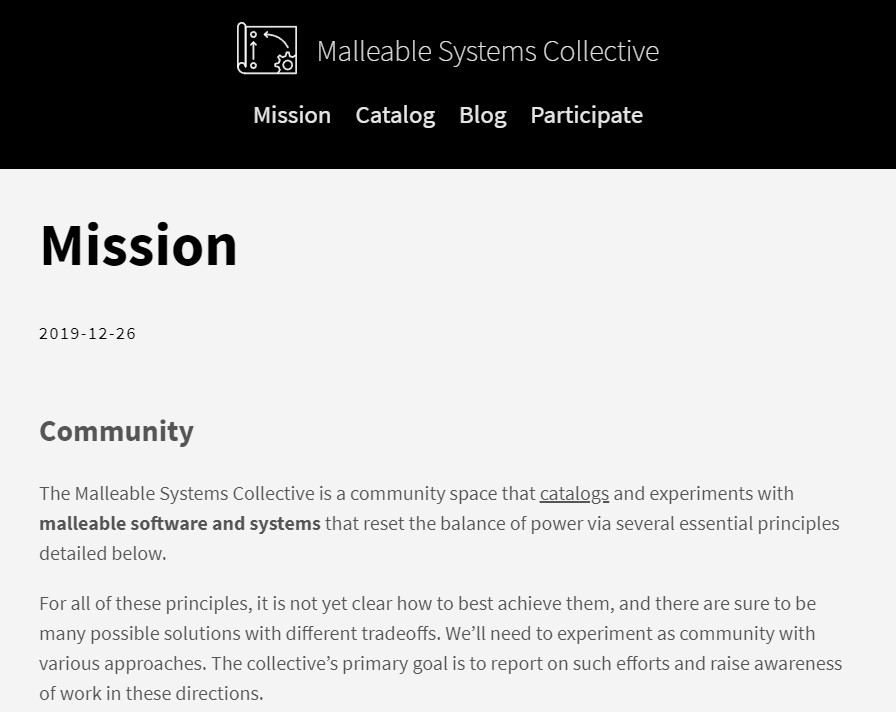 Malleable Systems Collective
Mission Catalog Blog Participate
Mission
2019-12-26
Community
The Malleable Systems Collective is a community space that catalogs and experiments with
malleable software and systems that reset the balance of power via several essential principles
detailed below.
For all of these principles, it is not yet clear how to best achieve them, and there are sure to be
many possible solutions with different tradeoffs. We’ll need to experiment as community with
various approaches. The collective’s primary goal is to report on such efforts and raise awareness
of work in these directions.